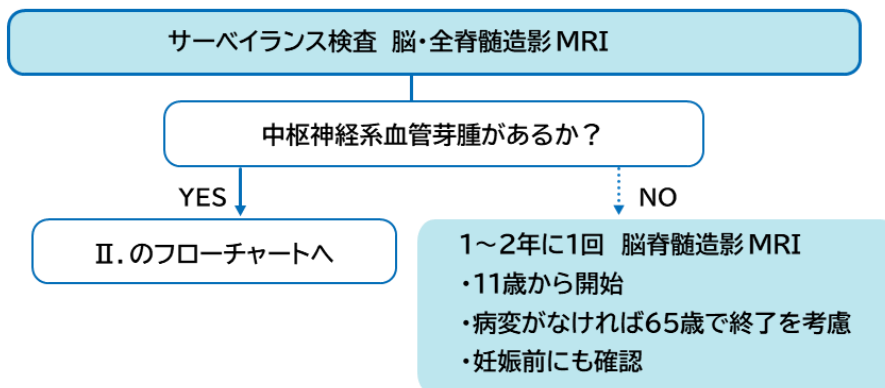 サーベイランス検査 脳・全脊髄造影MRI
中枢神経系血管芽腫があるか？
YES
NO
Ⅱ.のフローチャートへ
1～2年に1回 脳脊髄造影MRI
・11歳から開始
・病変がなければ65歳で終了を考慮
・妊娠前にも確認